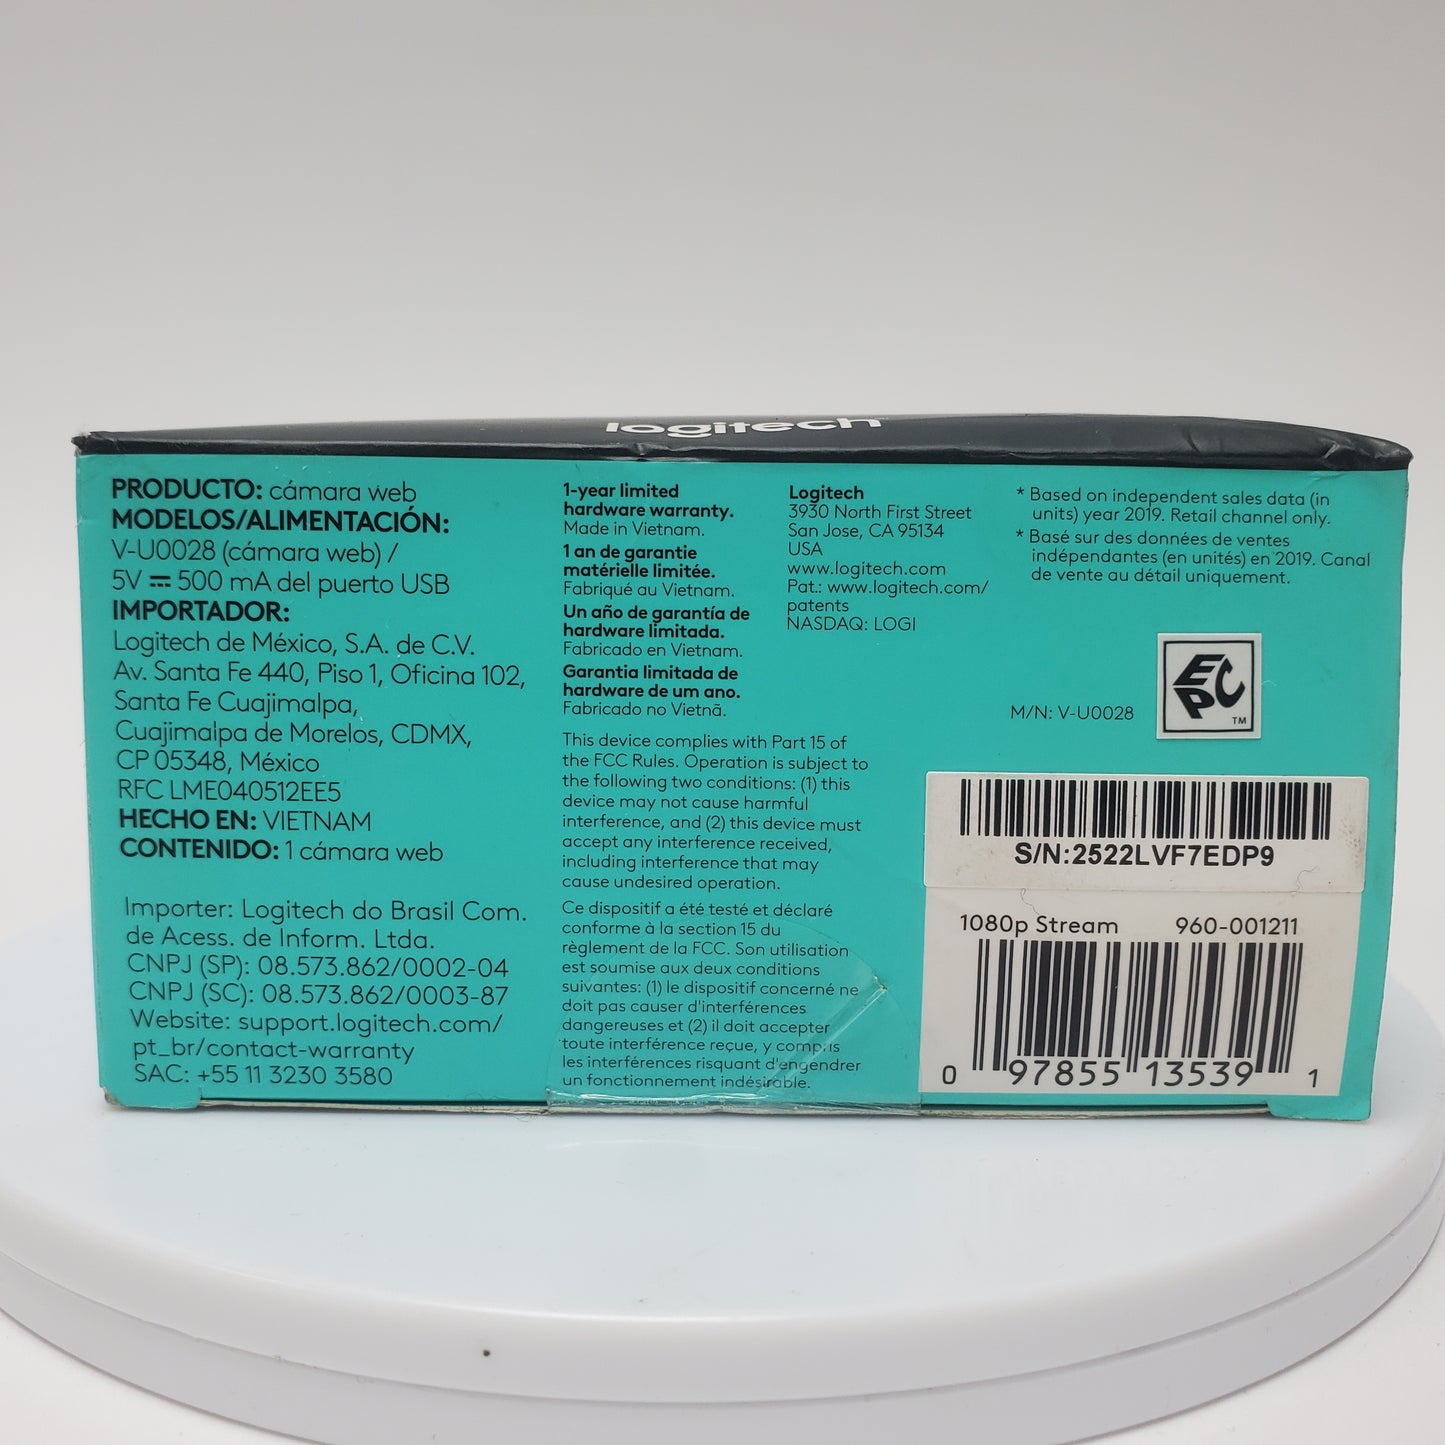 logitech
PRODUCTO: cámara web
MODELOS/ALIMENTACIÓN:
V-U0028 (cámara web) /
5V ⎓ 500 mA del puerto USB
IMPORTADOR:
Logitech de México, S.A. de C.V.
Av. Santa Fe 440, Piso 1, Oficina 102,
Santa Fe Cuajimalpa,
Cuajimalpa de Morelos, CDMX,
CP 05348, México
RFC LME040512EE5
HECHO EN: VIETNAM
CONTENIDO: 1 cámara web
Importer: Logitech do Brasil Com.
de Acess. de Inform. Ltda.
CNPJ (SP): 08.573.862/0002-04
CNPJ (SC): 08.573.862/0003-87
Website: support.logitech.com/
pt_br/contact-warranty
SAC: +55 11 3230 3580
1-year limited
hardware warranty.
Made in Vietnam.
1 an de garantie
matérielle limitée.
Fabriqué au Vietnam.
Un año de garantía de
hardware limitada.
Fabricado en Vietnam.
Garantia limitada de
hardware de um ano.
Fabricado no Vietnã.
This device complies with Part 15 of
the FCC Rules. Operation is subject to
the following two conditions: (1) this
device may not cause harmful
interference, and (2) this device must
accept any interference received,
including interference that may
cause undesired operation.
Ce dispositif a été testé et déclaré
conforme à la section 15 du
règlement de la FCC. Son utilisation
est soumise aux deux conditions
suivantes: (1) le dispositif concerné ne
doit pas causer d'interférences
dangereuses et (2) il doit accepter
toute interférence reçue, y compris
les interférences risquant d'engendrer
un fonctionnement indésirable.
Logitech
3930 North First Street
San Jose, CA 95134
USA
www.logitech.com
Pat.: www.logitech.com/
patents
NASDAQ: LOGI
* Based on independent sales data (in
units) year 2019. Retail channel only.
* Basé sur des données de ventes
indépendantes (en unités) en 2019. Canal
de vente au détail uniquement.
M/N: V-U0028
EPC
TM
S/N:2522LVF7EDP9
1080p Stream 960-001211
0 97855 13539 1